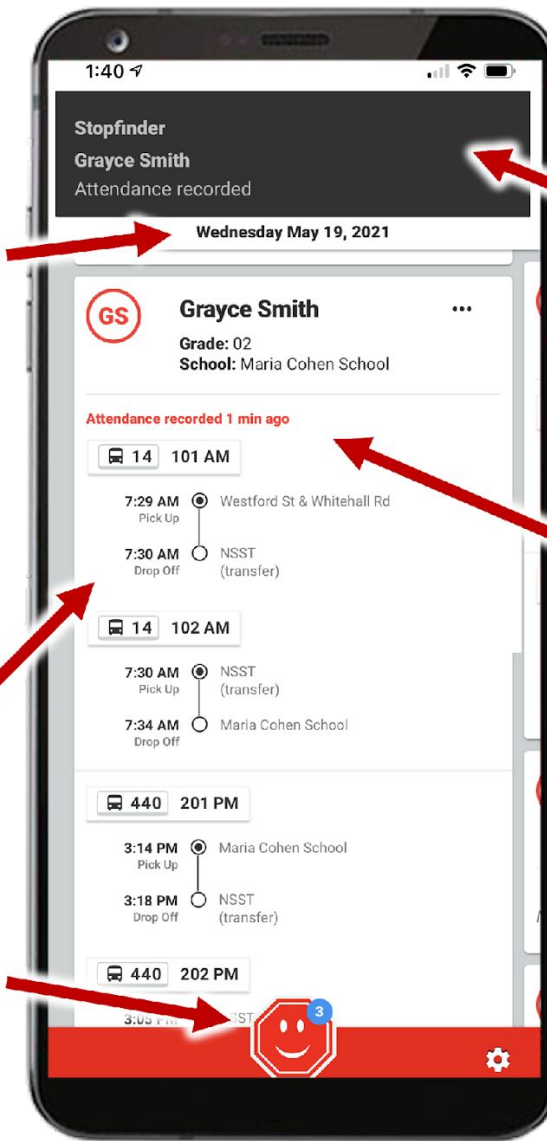 1:40
Stopfinder
Grayce Smith
Attendance recorded
Wednesday May 19, 2021
GS
Grayce Smith
Grade: 02
School: Maria Cohen School
Attendance recorded 1 min ago
14 101 AM
7:29 AM Westford St & Whitehall Rd
Pick Up
7:30 AM NSST
Drop Off (transfer)
14 102 AM
7:30 AM NSST
Pick Up (transfer)
7:34 AM Maria Cohen School
Drop Off
440 201 PM
3:14 PM Maria Cohen School
Pick Up
3:18 PM NSST
Drop Off (transfer)
440 202 PM
3:05
3